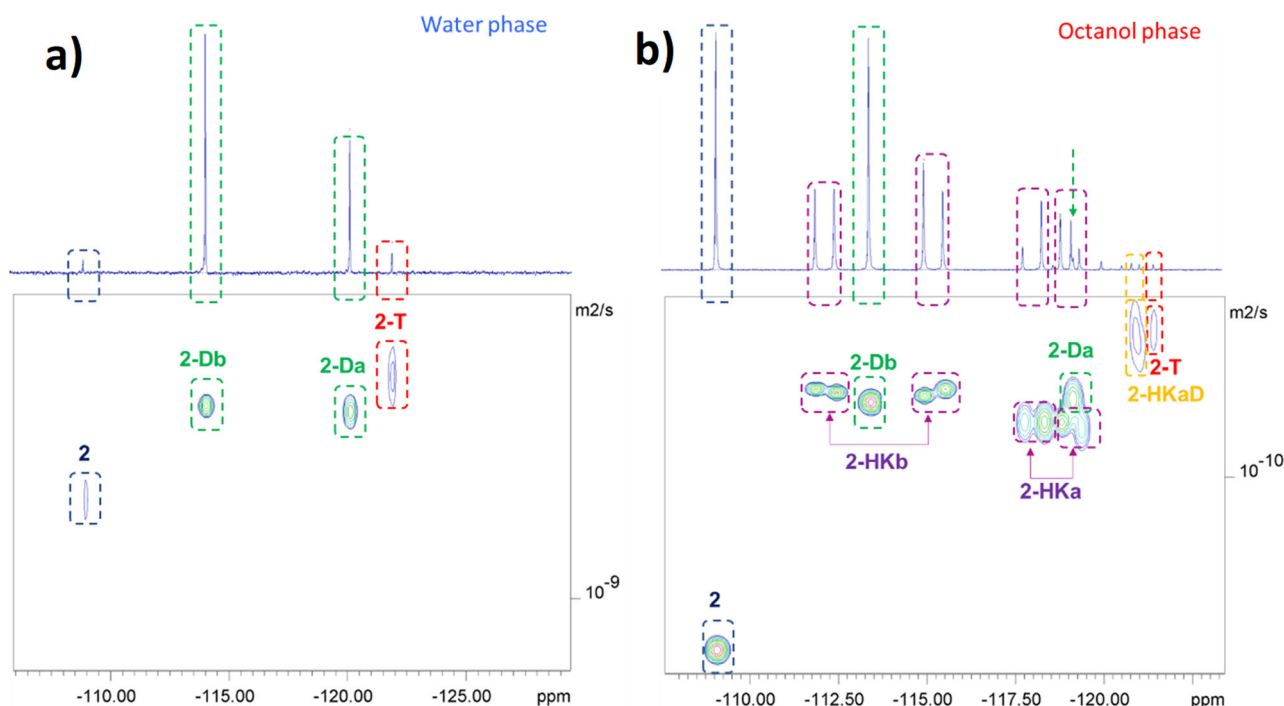 a)
Water phase
m2/s
2-T
2-Db
2-Da
2
10-9
-110.00 -115.00 -120.00 -125.00 ppm
b)
Octanol phase
m2/s
2-Da
2-Db
2-T
2-HKaD
2-HKb
2-HKa
10-10
2
-110.00 -112.50 -115.00 -117.50 -120.00 ppm